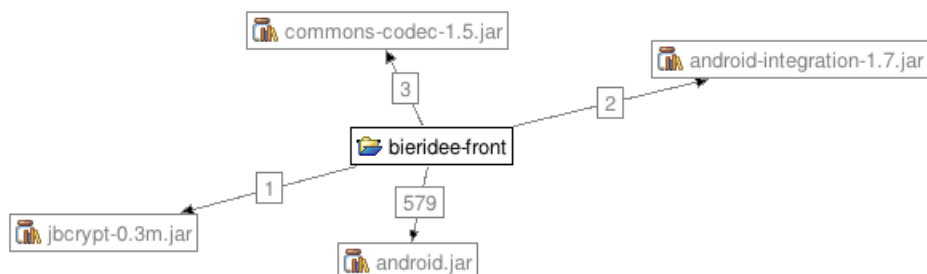 commons-codec-1.5.jar
android-integration-1.7.jar
3
2
bieridee-front
1
579
jbcrypt-0.3m.jar
android.jar